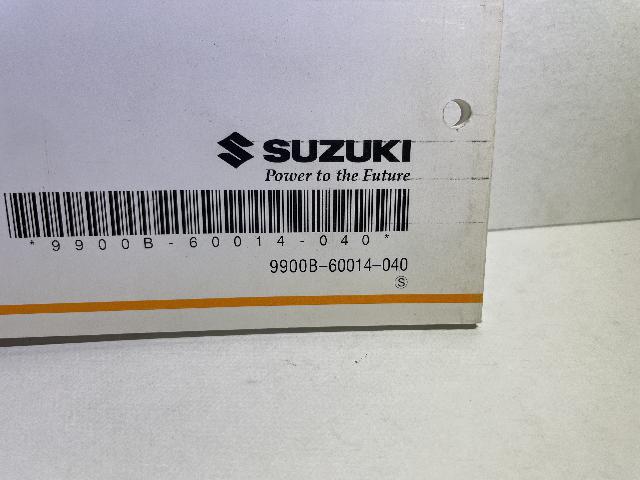 SUZUKI
Power to the Future
*9900B-60014-040*
9900B-60014-040
Ⓢ